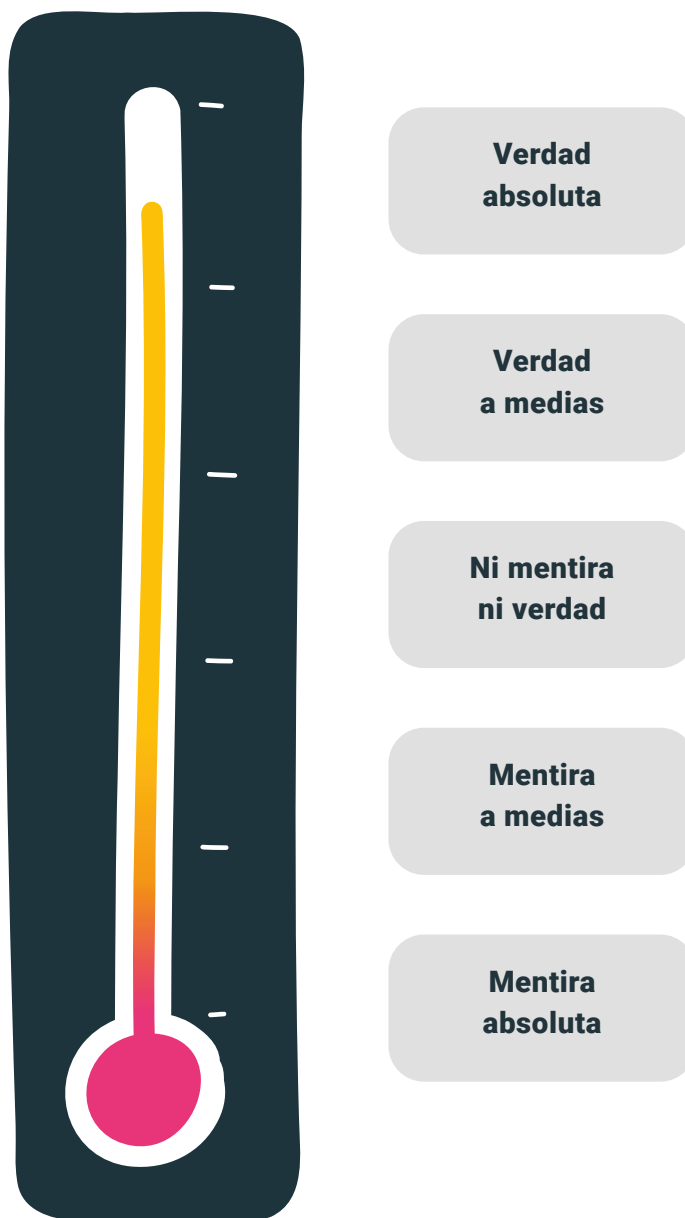 Verdad
absoluta
Verdad
a medias
Ni mentira
ni verdad
Mentira
a medias
Mentira
absoluta